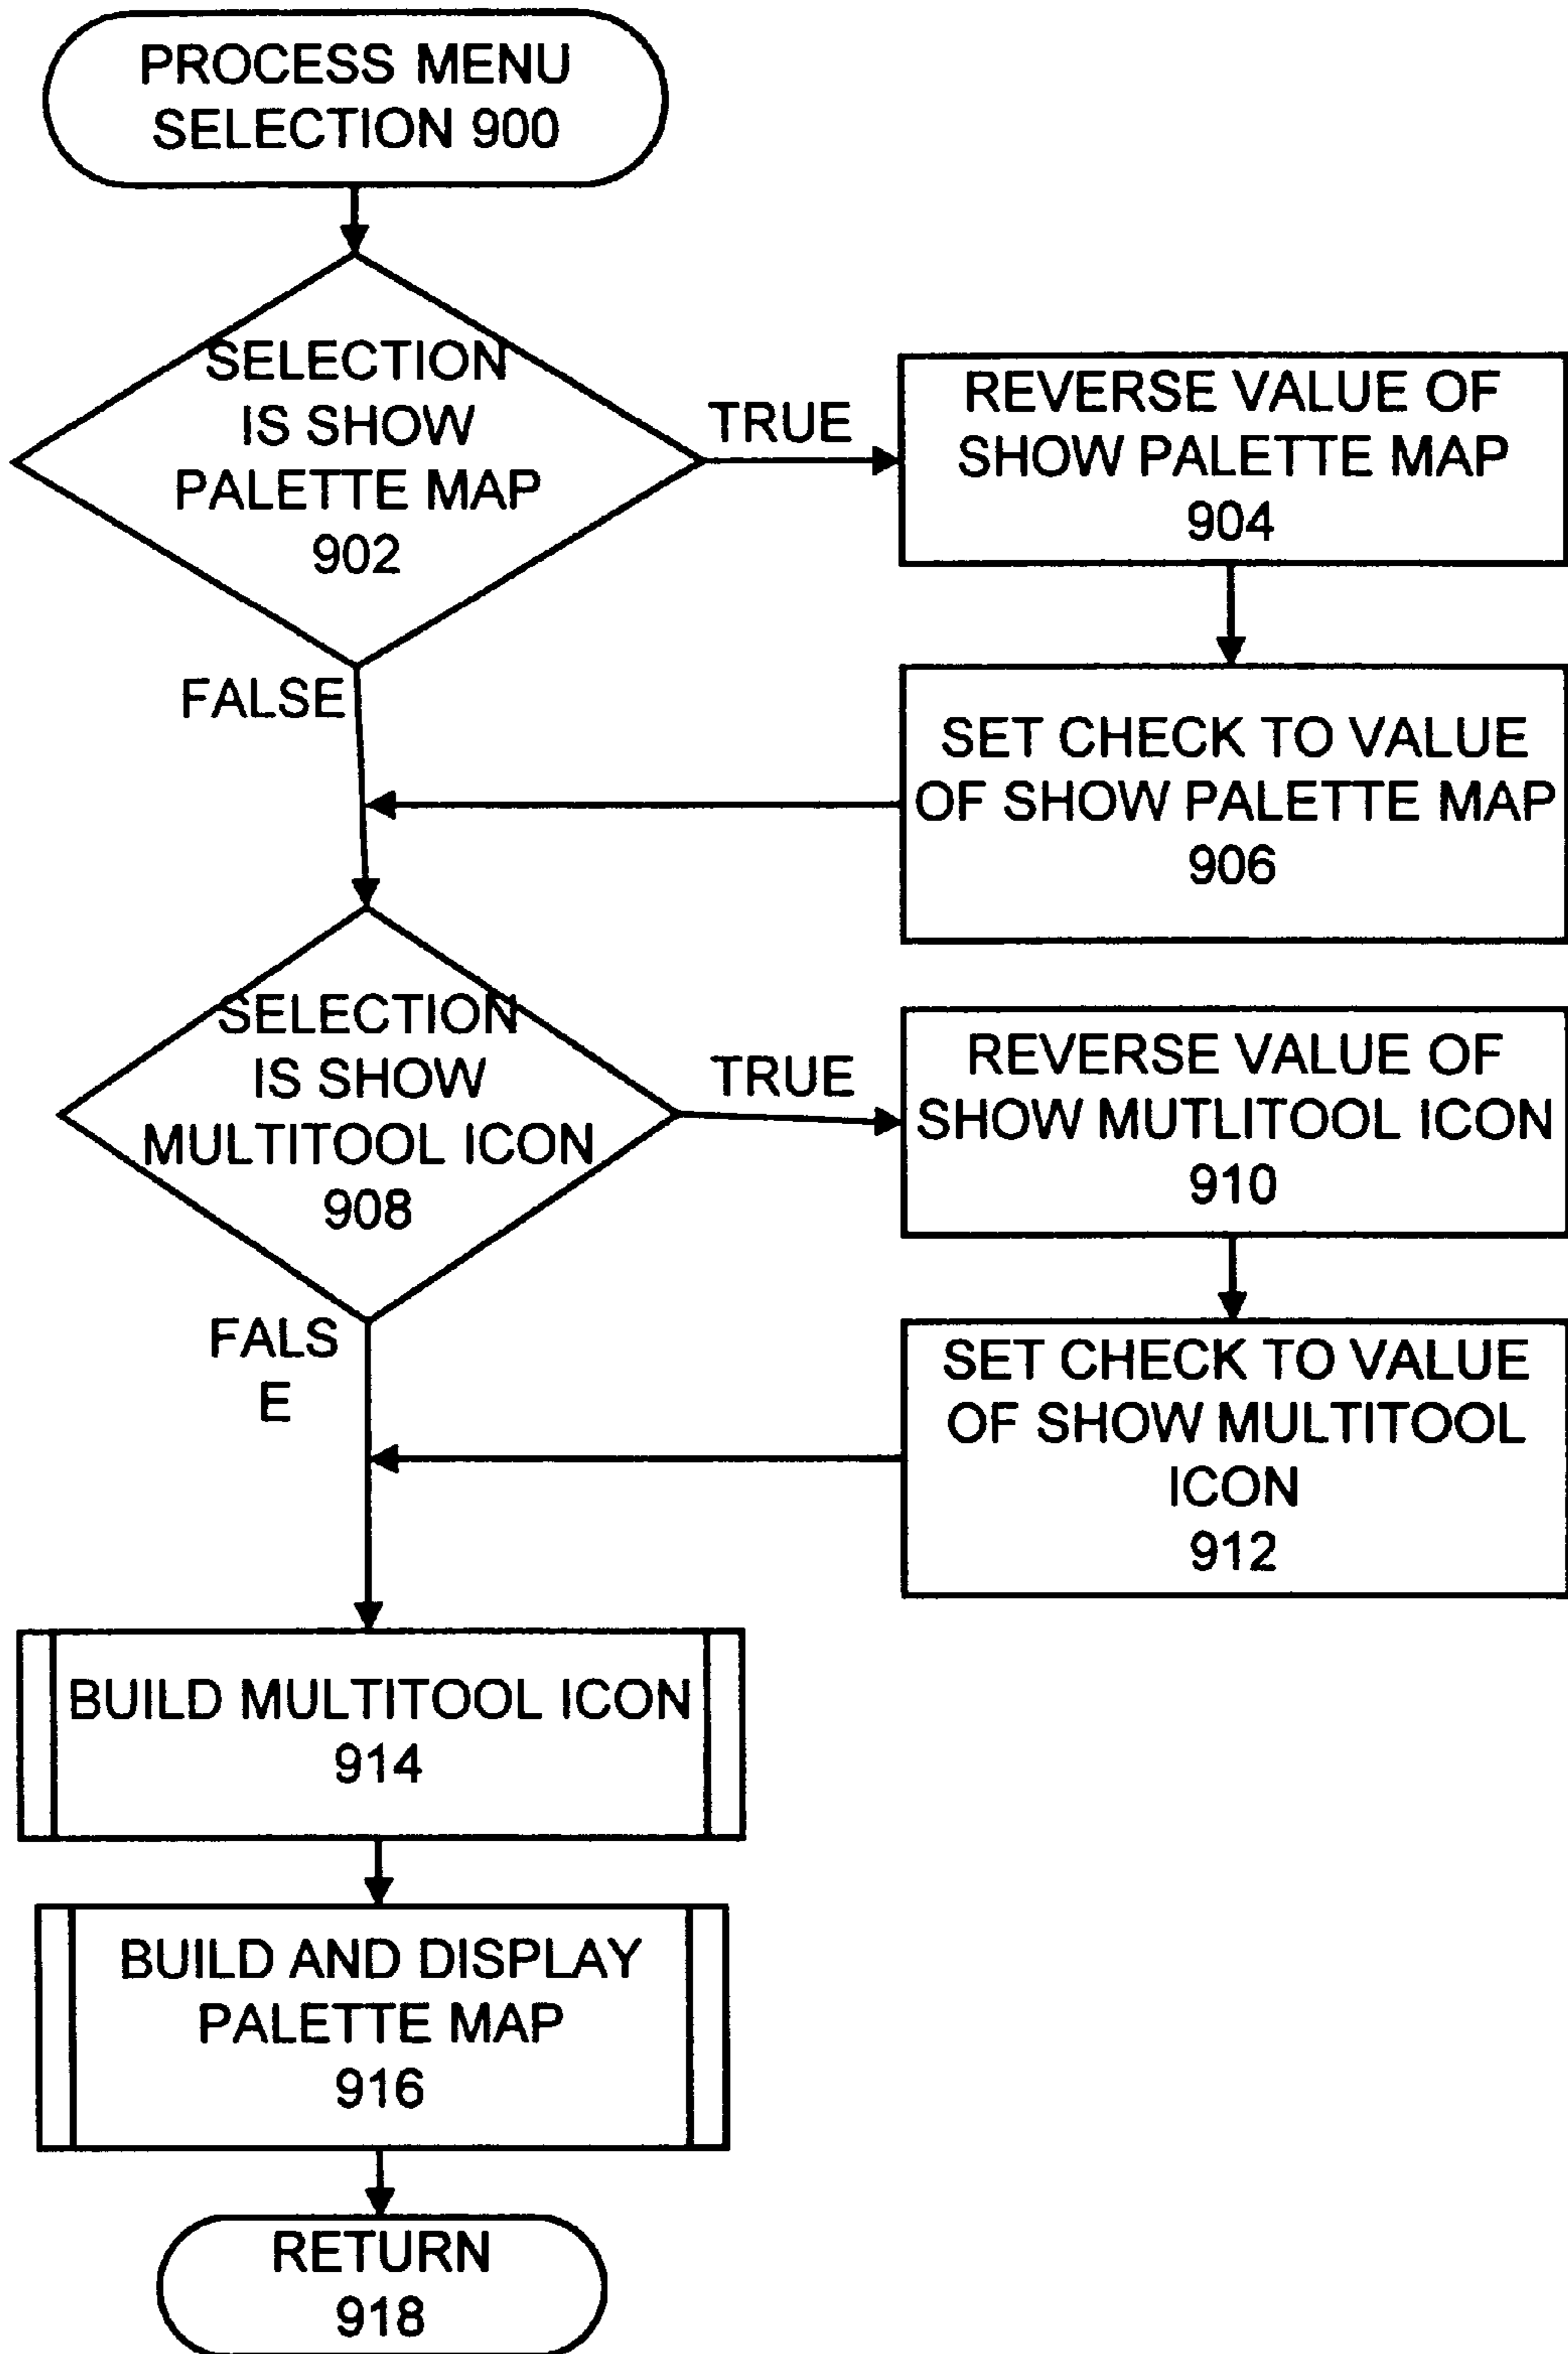 PROCESS MENU
SELECTION 900
SELECTION
IS SHOW
PALETTE MAP
902
TRUE
REVERSE VALUE OF
SHOW PALETTE MAP
904
FALSE
SET CHECK TO VALUE
OF SHOW PALETTE MAP
906
SELECTION
IS SHOW
MULTITOOL ICON
908
TRUE
REVERSE VALUE OF
SHOW MUTLITOOL ICON
910
FALS
E
SET CHECK TO VALUE
OF SHOW MULTITOOL
ICON
912
BUILD MULTITOOL ICON
914
BUILD AND DISPLAY
PALETTE MAP
916
RETURN
918